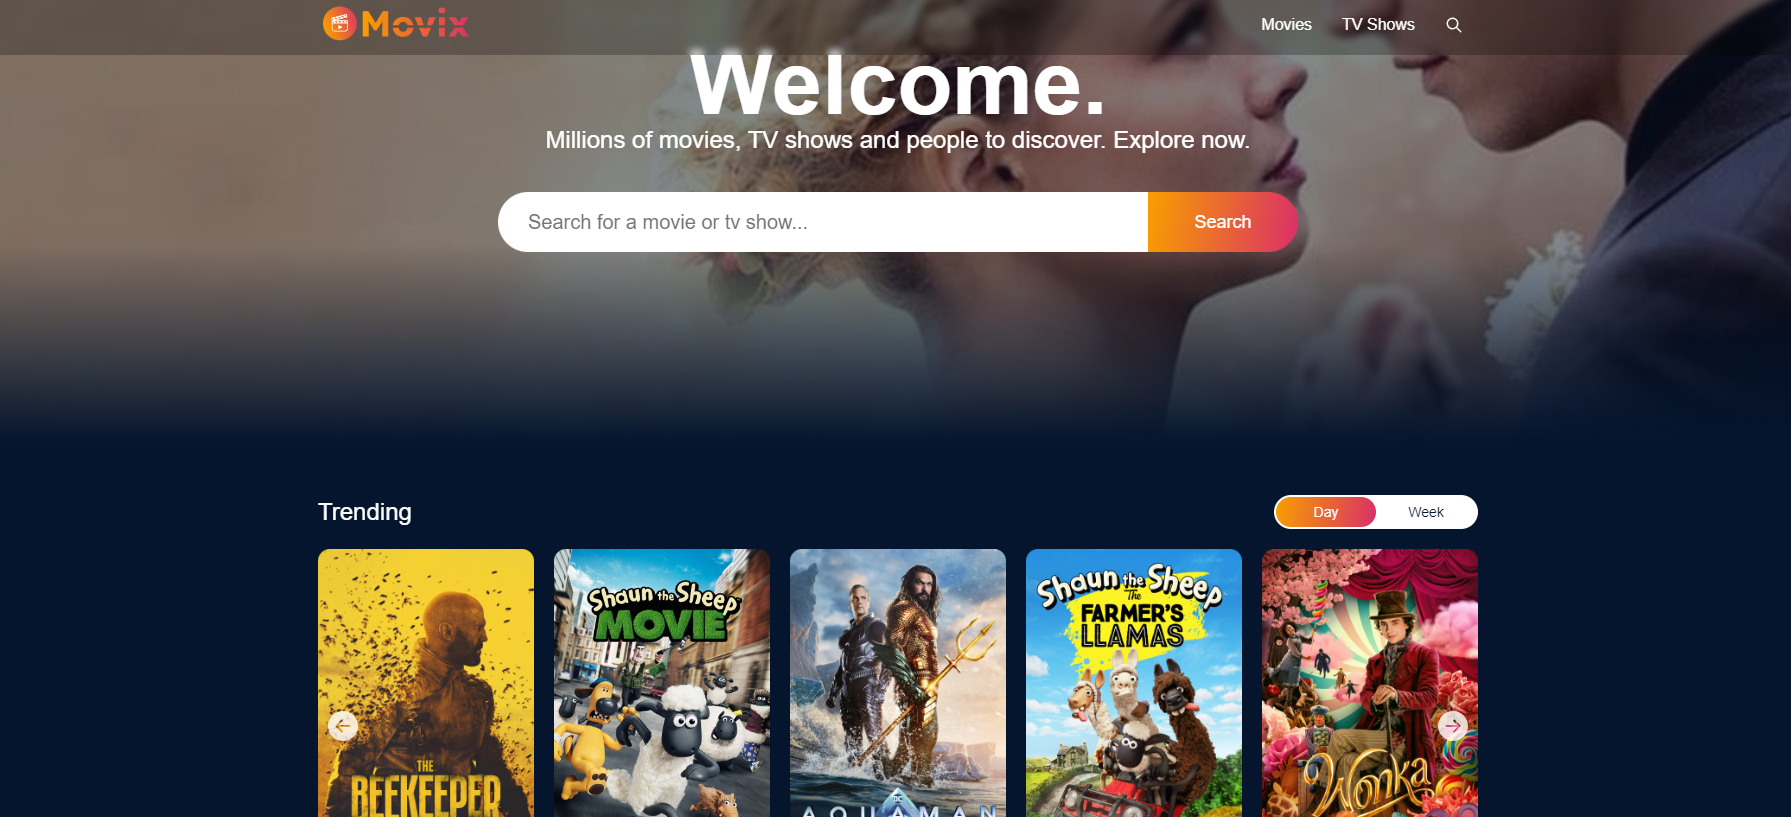 Movix
Movies
TV Shows
Welcome.
Millions of movies, TV shows and people to discover. Explore now.
Search for a movie or tv show...
Search
Trending
Day
Week
THE
BEEKEEPER
Shaun the Sheep
MOVIE
DC
AQUAMAN
Shaun the Sheep
The
FARMER'S
LLAMAS
Wonka